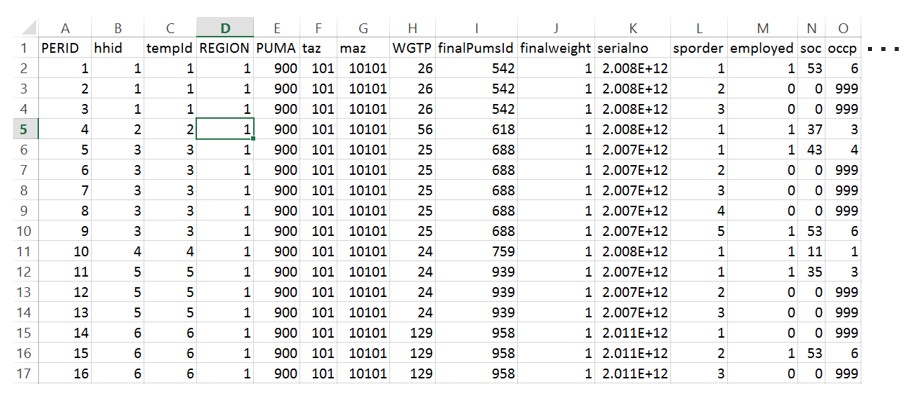 A B C D E F G H I J K L M N O
1 PERID hhid tempId REGION PUMA taz maz WGTP finalPumsId finalweight serialno sporder employed soc occp ...
2 1 1 1 1 900 101 10101 26 542 1 2.008E+12 1 1 53 6
3 2 1 1 1 900 101 10101 26 542 1 2.008E+12 2 0 0 999
4 3 1 1 1 900 101 10101 26 542 1 2.008E+12 3 0 0 999
5 4 2 2 1 900 101 10101 56 618 1 2.008E+12 1 1 37 3
6 5 3 3 1 900 101 10101 25 688 1 2.007E+12 1 1 43 4
7 6 3 3 1 900 101 10101 25 688 1 2.007E+12 2 0 0 999
8 7 3 3 1 900 101 10101 25 688 1 2.007E+12 3 0 0 999
9 8 3 3 1 900 101 10101 25 688 1 2.007E+12 4 0 0 999
10 9 3 3 1 900 101 10101 25 688 1 2.007E+12 5 1 53 6
11 10 4 4 1 900 101 10101 24 759 1 2.008E+12 1 1 11 1
12 11 5 5 1 900 101 10101 24 939 1 2.007E+12 1 1 35 3
13 12 5 5 1 900 101 10101 24 939 1 2.007E+12 2 0 0 999
14 13 5 5 1 900 101 10101 24 939 1 2.007E+12 3 0 0 999
15 14 6 6 1 900 101 10101 129 958 1 2.011E+12 1 0 0 999
16 15 6 6 1 900 101 10101 129 958 1 2.011E+12 2 1 53 6
17 16 6 6 1 900 101 10101 129 958 1 2.011E+12 3 0 0 999